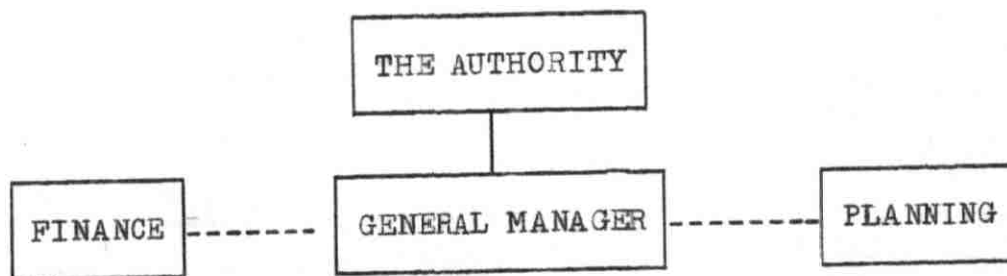 THE AUTHORITY
FINANCE
GENERAL MANAGER
PLANNING